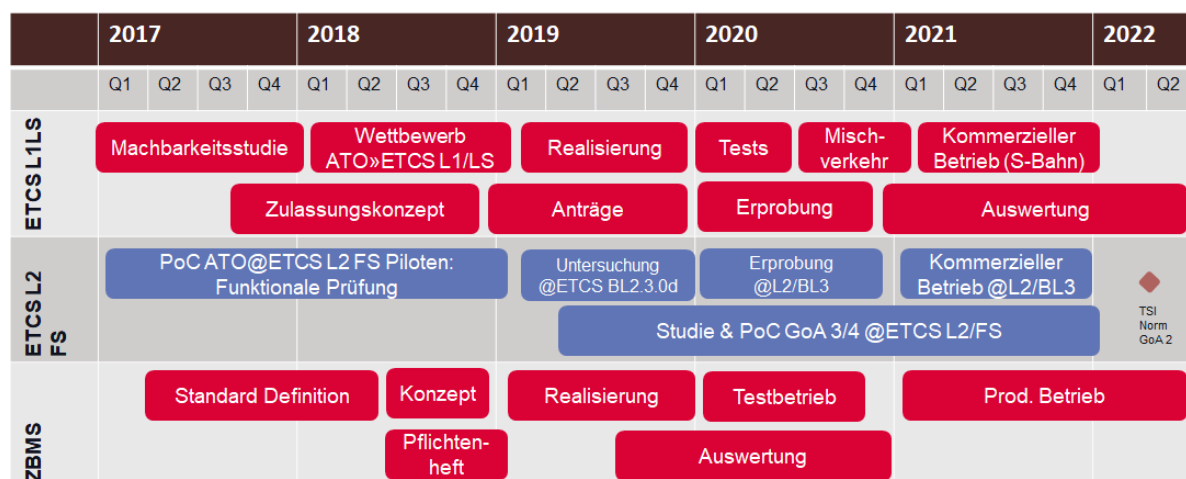 2017 2018 2019 2020 2021 2022
Q1 Q2 Q3 Q4 Q1 Q2 Q3 Q4 Q1 Q2 Q3 Q4 Q1 Q2 Q3 Q4 Q1 Q2 Q3 Q4 Q1 Q2
ETCS L1LS
Machbarkeitsstudie
Wettbewerb
ATO»ETCS L1/LS
Realisierung
Tests
Misch-
verkehr
Kommerzieller
Betrieb (S-Bahn)
Zulassungskonzept
Anträge
Erprobung
Auswertung
ETCS L2
FS
PoC ATO@ETCS L2 FS Piloten:
Funktionale Prüfung
Untersuchung
@ETCS BL2.3.0d
Erprobung
@L2/BL3
Kommerzieller
Betrieb @L2/BL3
TSI
Norm
GoA 2
Studie & PoC GoA 3/4 @ETCS L2/FS
ZBMS
Standard Definition
Konzept
Realisierung
Testbetrieb
Prod. Betrieb
Pflichten-
heft
Auswertung